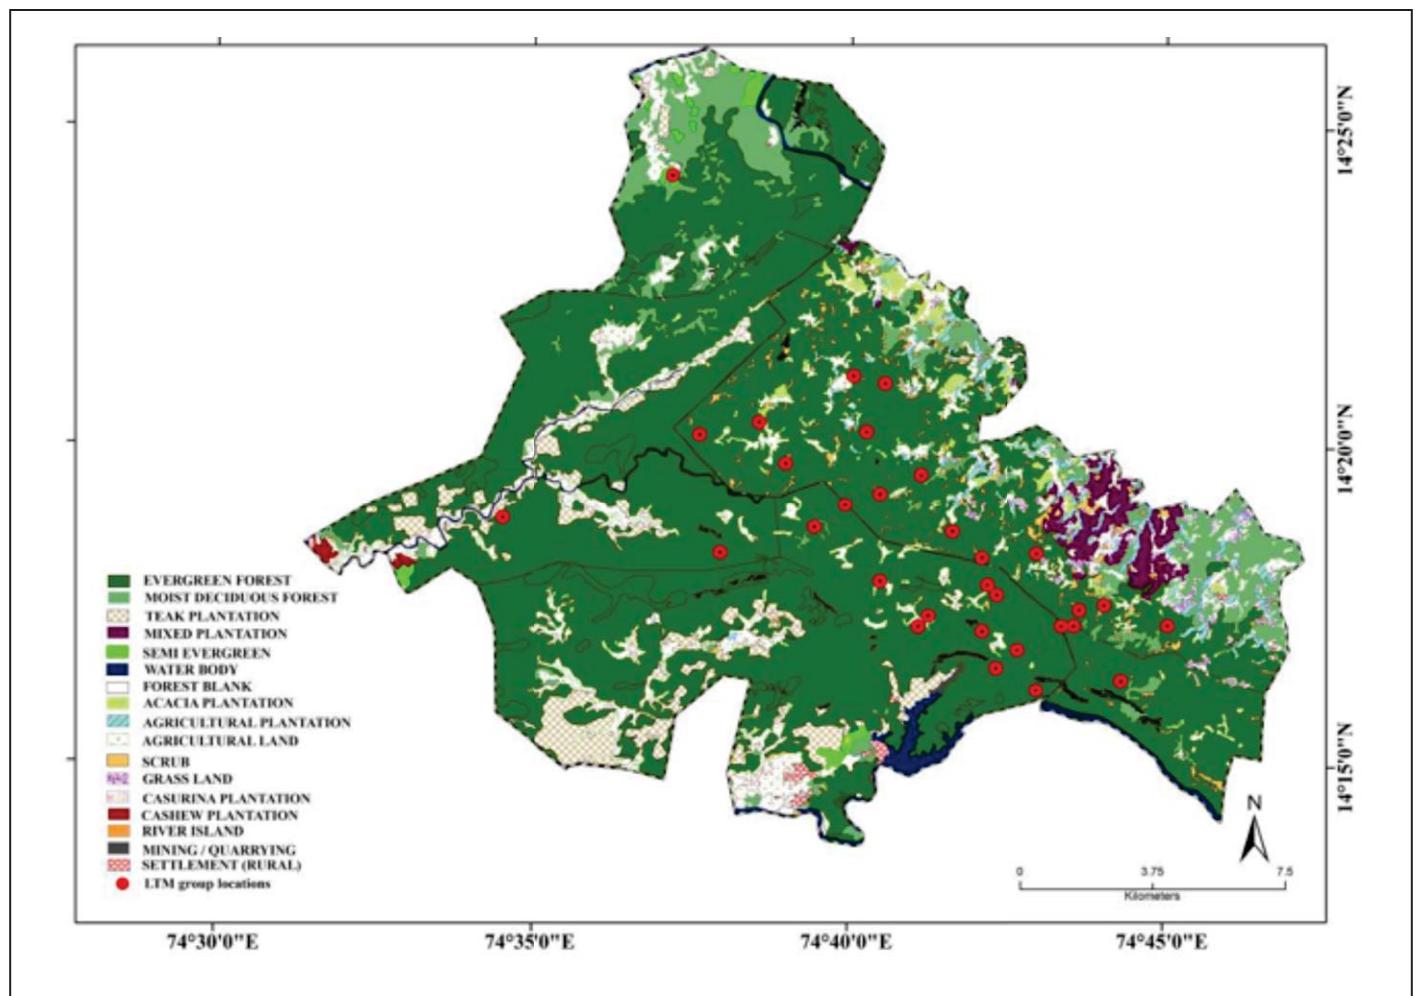 14°25'0"N
14°20'0"N
14°15'0"N
EVERGREEN FOREST
MOIST DECIDUOUS FOREST
TEAK PLANTATION
MIXED PLANTATION
SEMI EVERGREEN
WATER BODY
FOREST BLANK
ACACIA PLANTATION
AGRICULTURAL PLANTATION
AGRICULTURAL LAND
SCRUB
GRASS LAND
CASURINA PLANTATION
CASHEW PLANTATION
RIVER ISLAND
MINING / QUARRYING
SETTLEMENT (RURAL)
LTM group locations
N
0 3.75 7.5
Kilometers
74°30'0"E 74°35'0"E 74°40'0"E 74°45'0"E